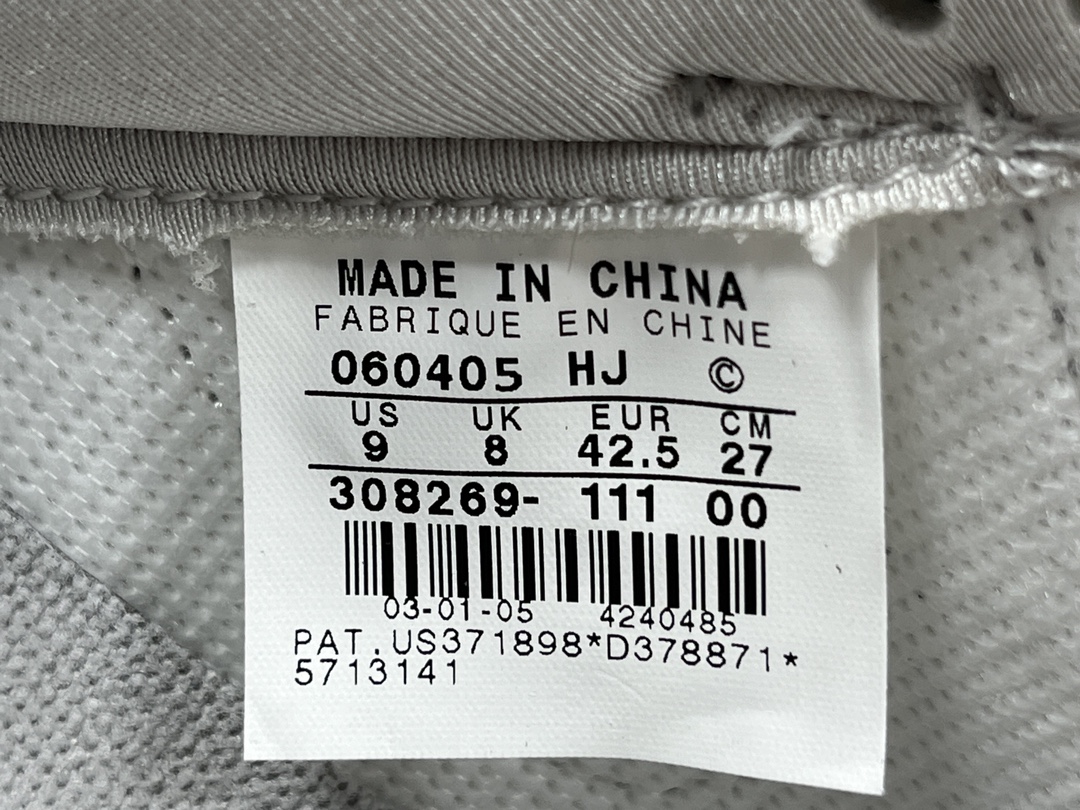 MADE IN CHINA
FABRIQUE EN CHINE
060405 HJ ©
US UK EUR CM
9 8 42.5 27
308269- 111 00
03-01-05 4240485
PAT.US371898*D378871*
5713141